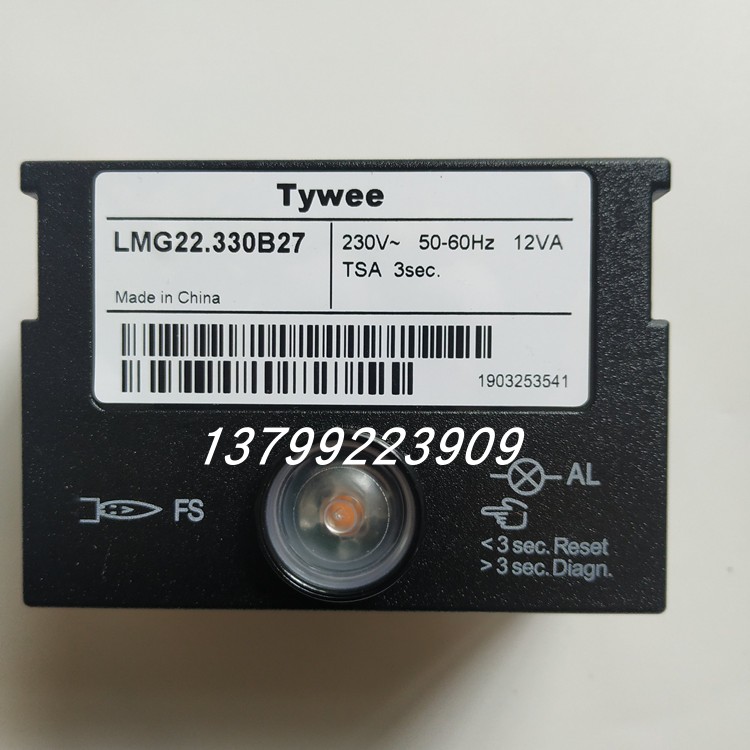 Tywee
LMG22.330B27
230V~ 50-60Hz 12VA
TSA 3sec.
Made in China
1903253541
13799223909
FS
AL
< 3 sec. Reset
> 3 sec. Diagn.